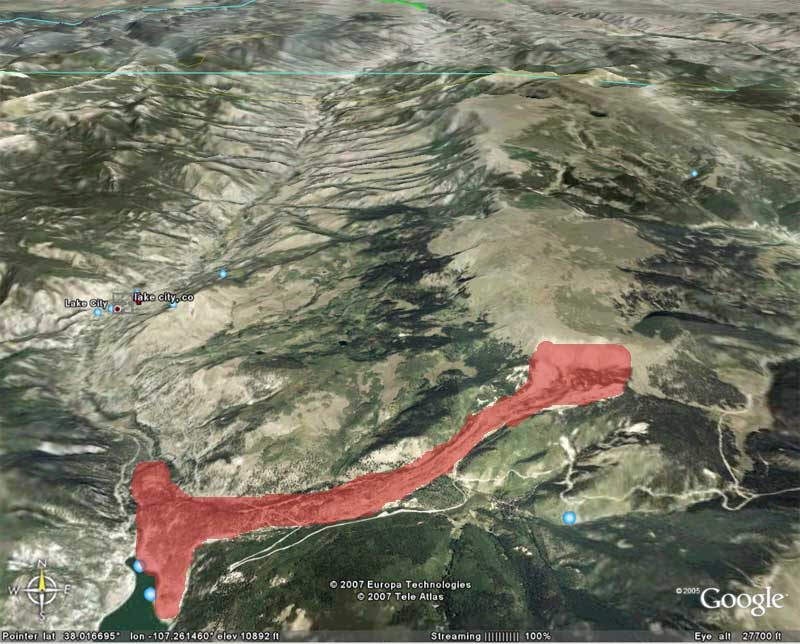 Lake City lake city, co
N
W E
S
© 2007 Europa Technologies
© 2007 Tele Atlas
© 2005 Google™
Pointer lat 38.016695° lon -107.261460° elev 10892 ft Streaming |||||||||| 100% Eye alt 27700 ft